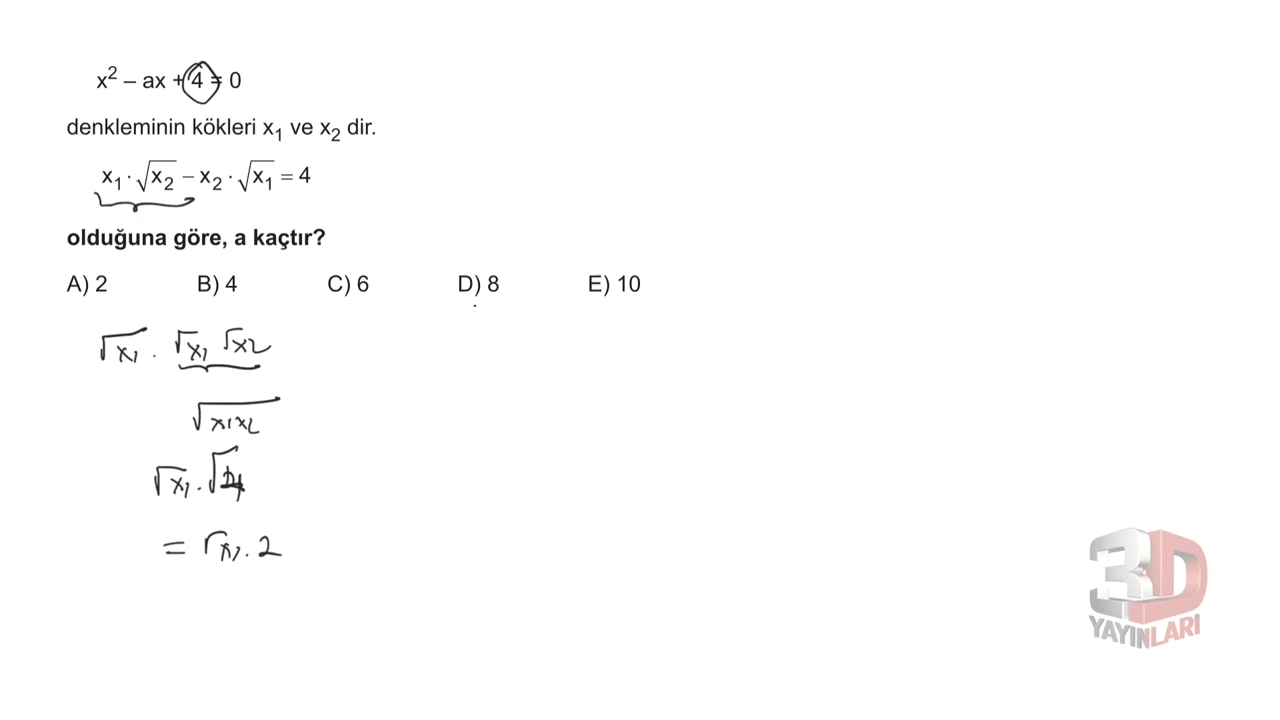 x² – ax + 4 = 0
denkleminin kökleri x₁ ve x₂ dir.
x₁ · √x₂ – x₂ · √x₁ = 4
olduğuna göre, a kaçtır?
A) 2 B) 4 C) 6 D) 8 E) 10
√x₁ . √x₁ √x₂
√x₁x₂
√x₁ . √4
= √x₁ . 2
3D
YAYINLARI